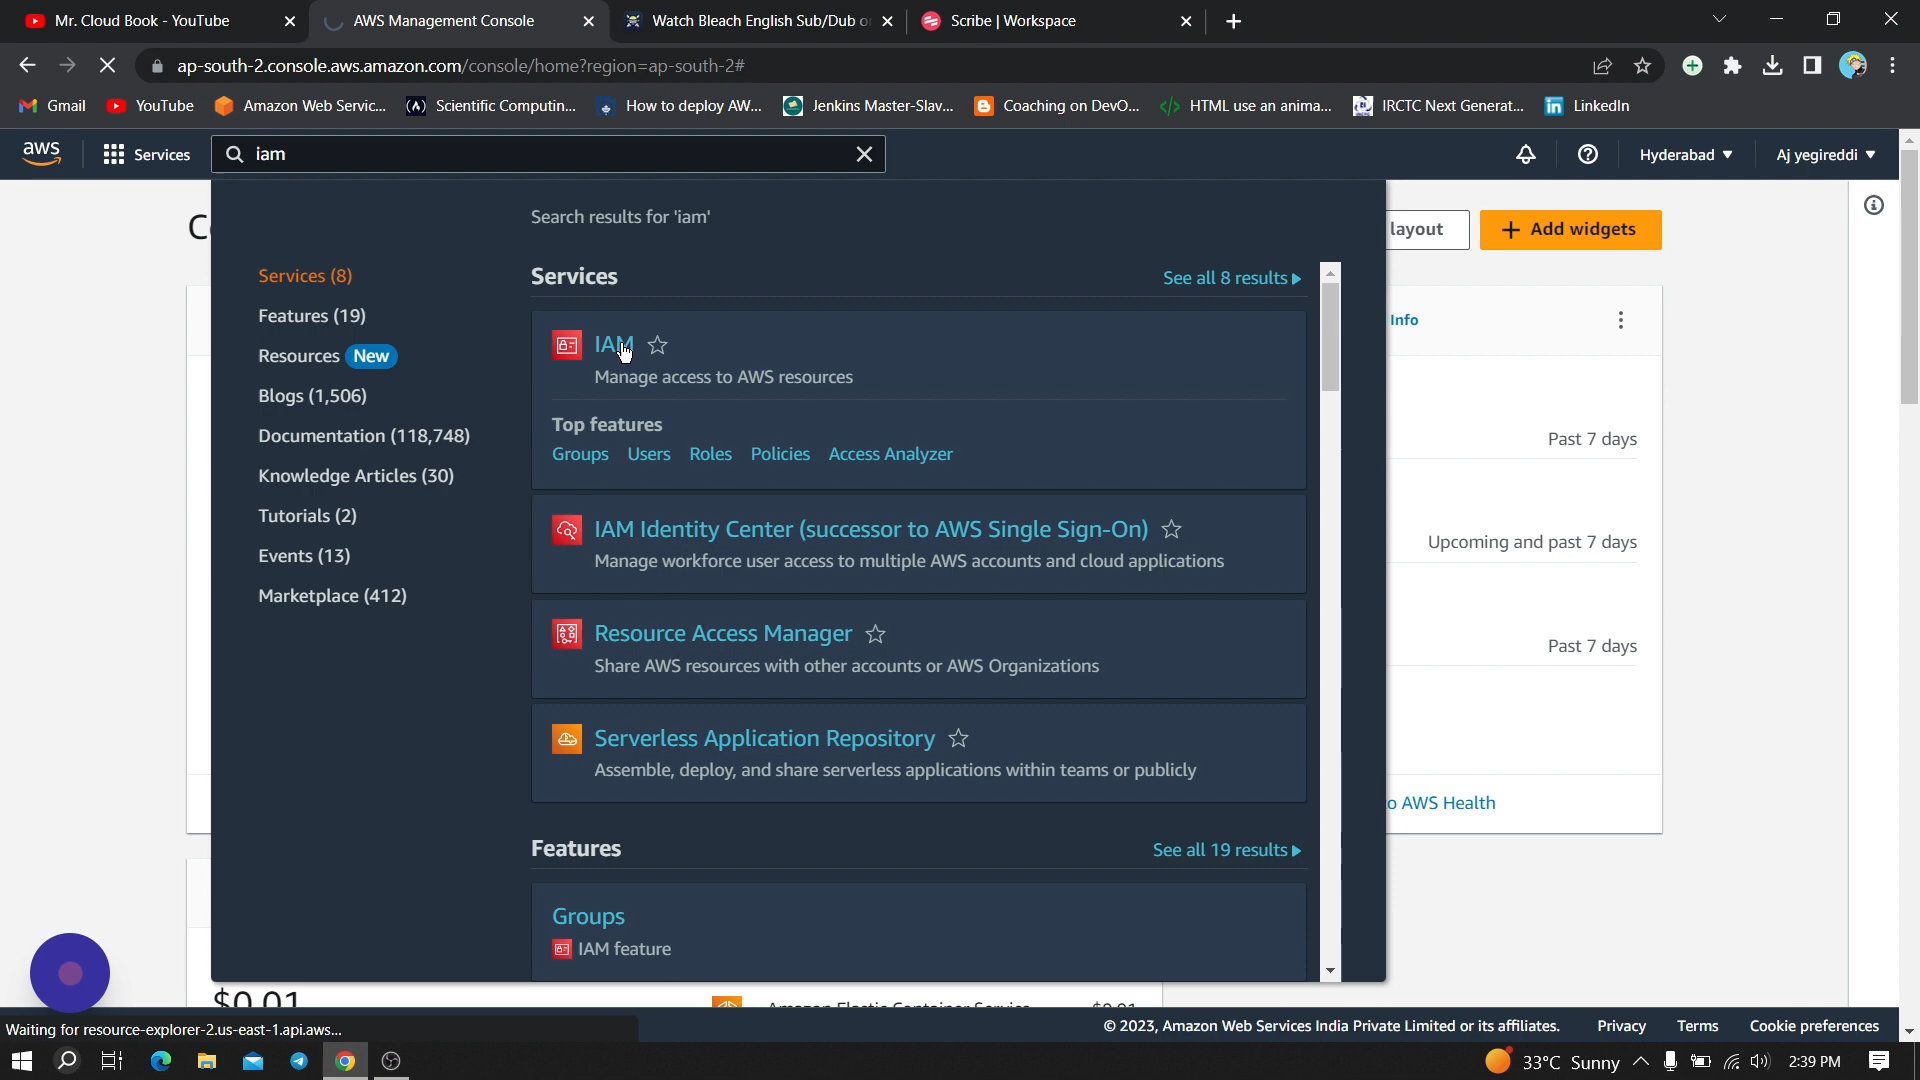 Mr. Cloud Book - YouTube
AWS Management Console
Watch Bleach English Sub/Dub o
Scribe | Workspace
ap-south-2.console.aws.amazon.com/console/home?region=ap-south-2#
Gmail
YouTube
Amazon Web Servic...
Scientific Computin...
How to deploy AW...
Jenkins Master-Slav...
Coaching on DevO...
HTML use an anima...
IRCTC Next Generat...
LinkedIn
aws
Services
iam
Hyderabad
Aj yegireddi
layout
+ Add widgets
Search results for 'iam'
Services (8)
Features (19)
Resources New
Blogs (1,506)
Documentation (118,748)
Knowledge Articles (30)
Tutorials (2)
Events (13)
Marketplace (412)
Services
See all 8 results
IAM
Manage access to AWS resources
Top features
Groups Users Roles Policies Access Analyzer
IAM Identity Center (successor to AWS Single Sign-On)
Manage workforce user access to multiple AWS accounts and cloud applications
Resource Access Manager
Share AWS resources with other accounts or AWS Organizations
Serverless Application Repository
Assemble, deploy, and share serverless applications within teams or publicly
Features
See all 19 results
Groups
IAM feature
Info
Past 7 days
Upcoming and past 7 days
Past 7 days
o AWS Health
$0.01
Amazon Elastic Container Service
$0.01
Waiting for resource-explorer-2.us-east-1.api.aws...
© 2023, Amazon Web Services India Private Limited or its affiliates.
Privacy
Terms
Cookie preferences
33°C Sunny
2:39 PM